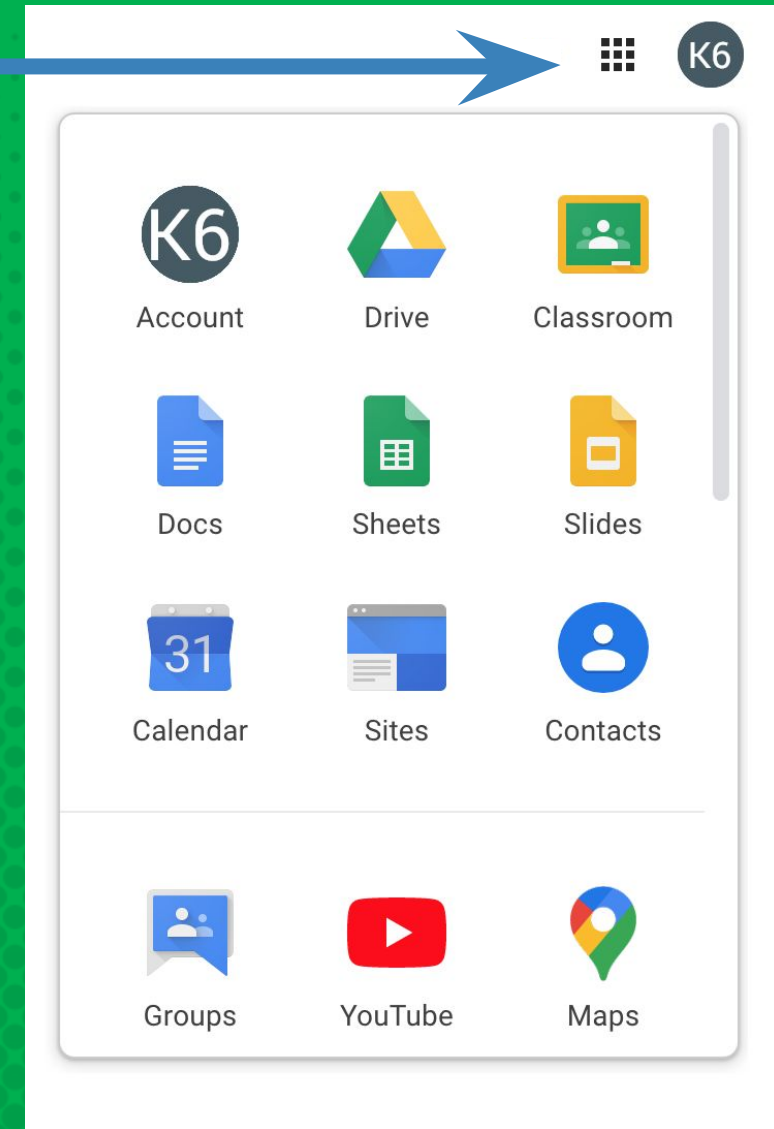 K6
K6
Account Drive Classroom
Docs Sheets Slides
31
Calendar Sites Contacts
Groups YouTube Maps